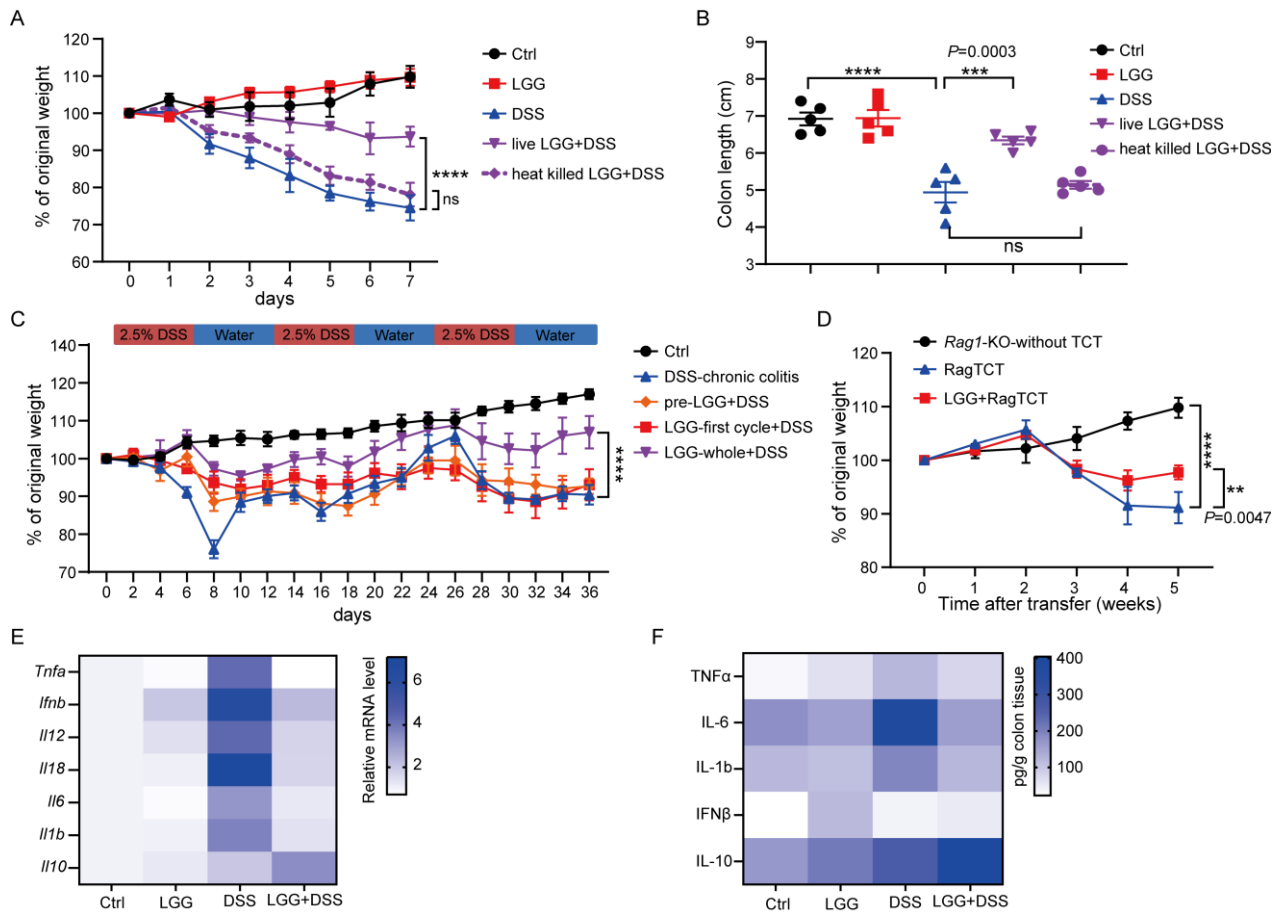 A
% of original weight
120
110
100
90
80
70
60
0 1 2 3 4 5 6 7
days
****
ns
Ctrl
LGG
DSS
live LGG+DSS
heat killed LGG+DSS
B
Colon length (cm)
9
8
7
6
5
4
3
****
P=0.0003
***
ns
Ctrl
LGG
DSS
live LGG+DSS
heat killed LGG+DSS
C
2.5% DSS Water 2.5% DSS Water 2.5% DSS Water
% of original weight
120
110
100
90
80
70
0 2 4 6 8 10 12 14 16 18 20 22 24 26 28 30 32 34 36
days
****
Ctrl
DSS-chronic colitis
pre-LGG+DSS
LGG-first cycle+DSS
LGG-whole+DSS
D
% of original weight
120
110
100
90
80
0 1 2 3 4 5
Time after transfer (weeks)
Rag1-KO-without TCT
RagTCT
LGG+RagTCT
****
**
P=0.0047
E
Tnfa
Ifnb
Il12
Il18
Il6
Il1b
Il10
Ctrl LGG DSS LGG+DSS
6
4
2
Relative mRNA level
F
TNFα
IL-6
IL-1b
IFNβ
IL-10
Ctrl LGG DSS LGG+DSS
400
300
200
100
pg/g colon tissue